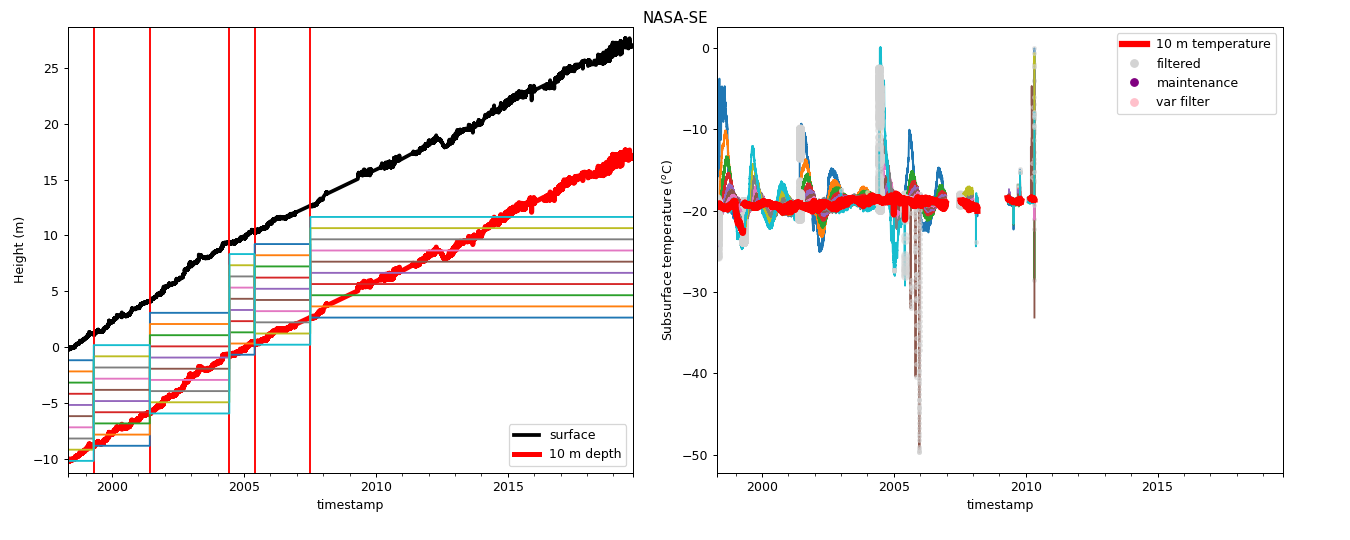 NASA-SE
Height (m)
25
20
15
10
5
0
−5
−10
2000
2005
2010
2015
timestamp
surface
10 m depth
Subsurface temperature (°C)
0
−10
−20
−30
−40
−50
2000
2005
2010
2015
timestamp
10 m temperature
filtered
maintenance
var filter